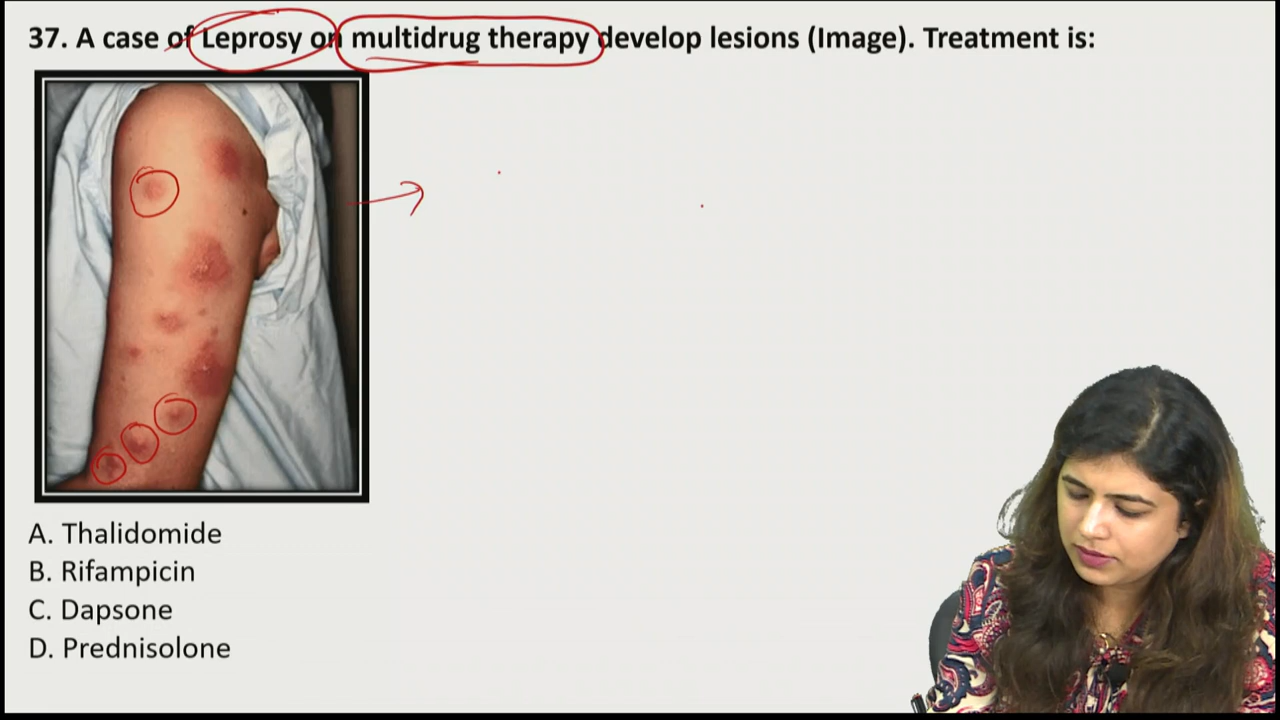 37. A case of Leprosy on multidrug therapy develop lesions (Image). Treatment is:
A. Thalidomide
B. Rifampicin
C. Dapsone
D. Prednisolone